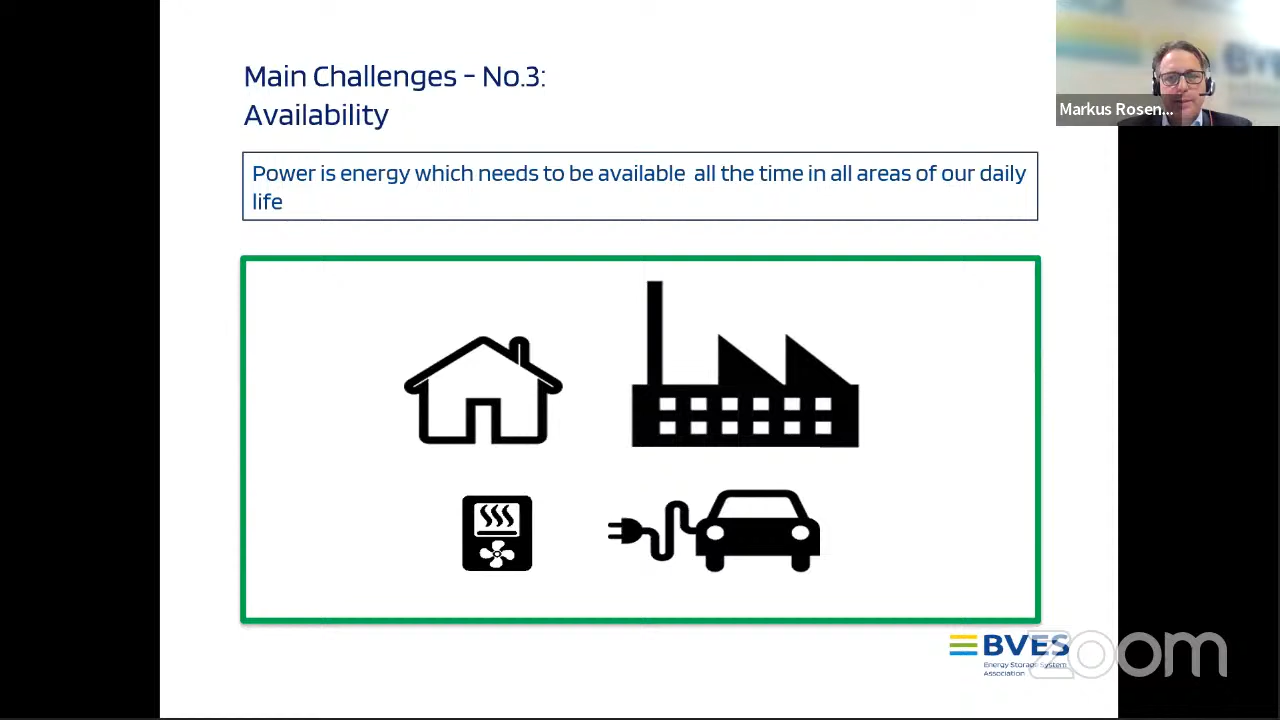 Main Challenges - No.3:
Availability
Power is energy which needs to be available  all the time in all areas of our daily
life
Markus Rosen...
BVES
Energy Storage System
Association
zoom